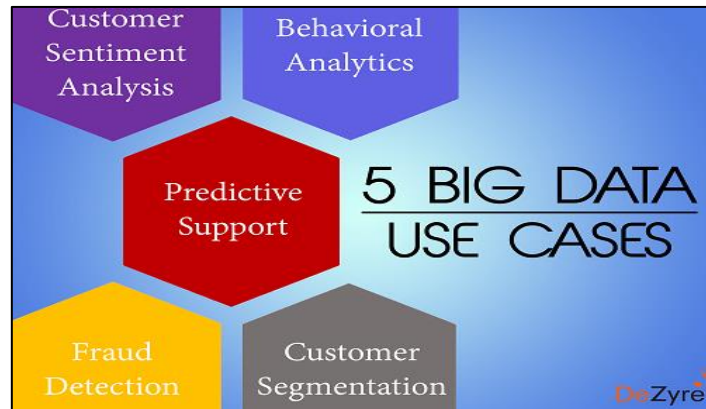 Customer
Sentiment
Analysis
Behavioral
Analytics
Predictive
Support
5 BIG DATA
USE CASES
Fraud
Detection
Customer
Segmentation
DeZyre